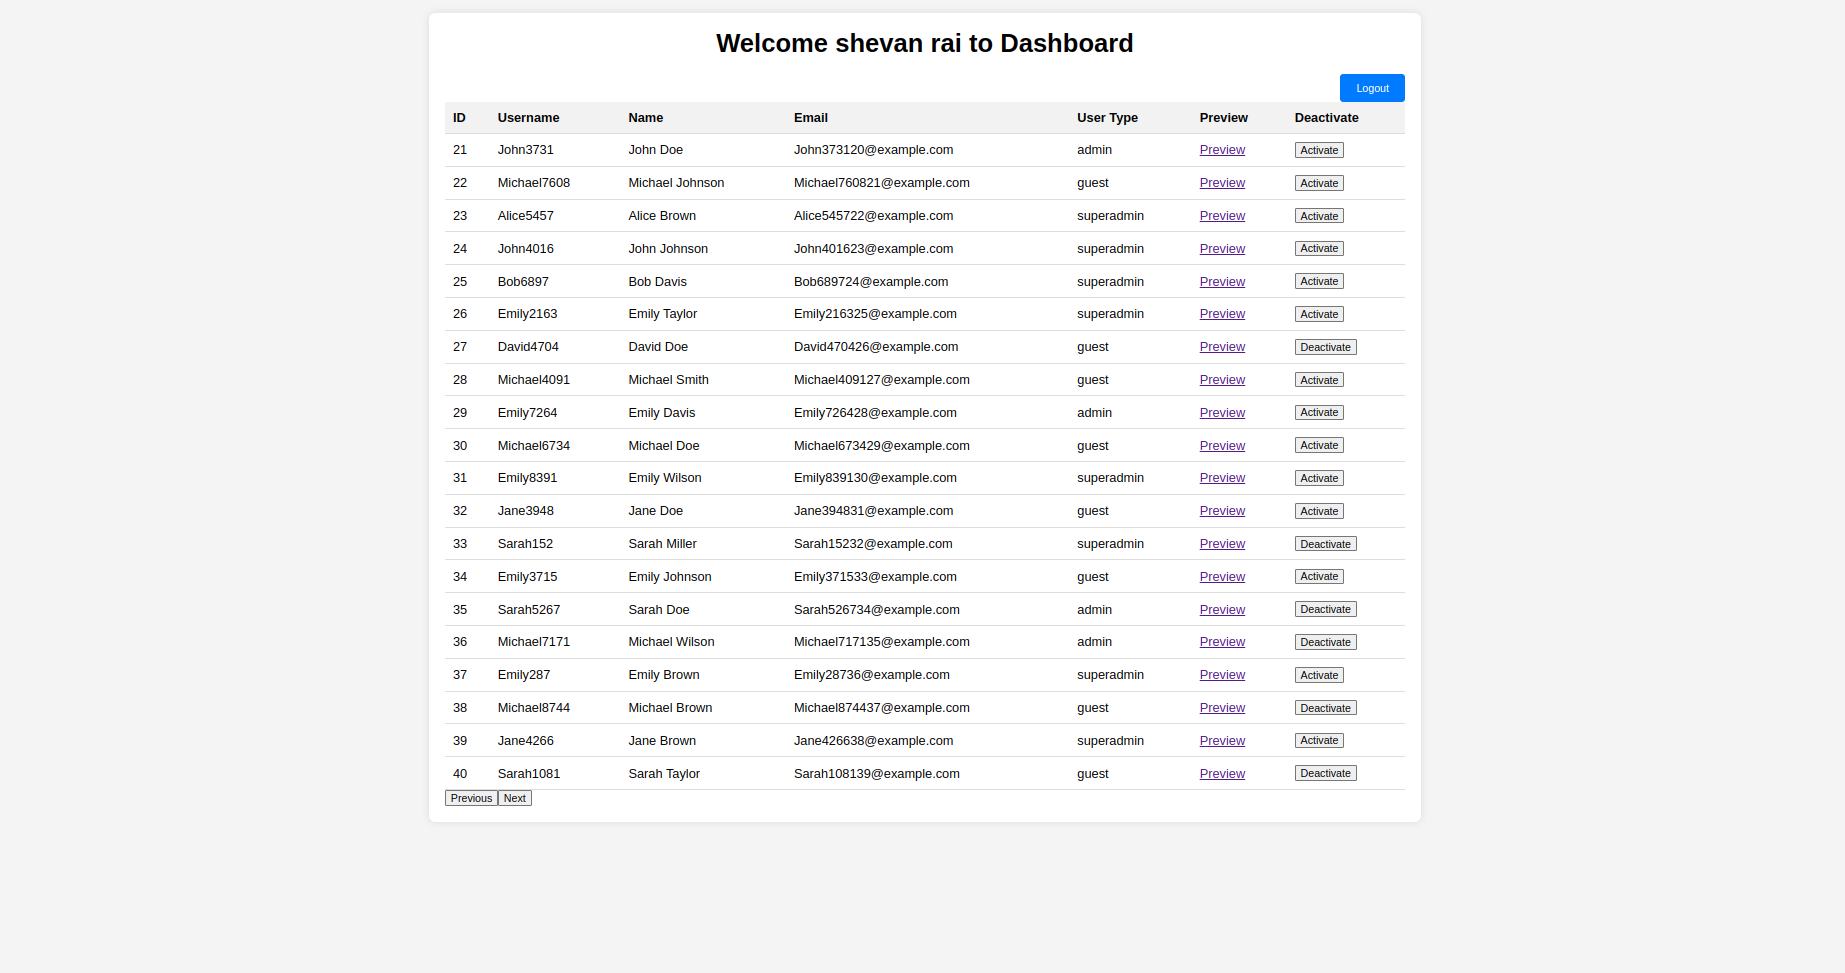 Welcome shevan rai to Dashboard
Logout
ID Username Name Email User Type Preview Deactivate
21 John3731 John Doe John373120@example.com admin Preview Activate
22 Michael7608 Michael Johnson Michael760821@example.com guest Preview Activate
23 Alice5457 Alice Brown Alice545722@example.com superadmin Preview Activate
24 John4016 John Johnson John401623@example.com superadmin Preview Activate
25 Bob6897 Bob Davis Bob689724@example.com superadmin Preview Activate
26 Emily2163 Emily Taylor Emily216325@example.com superadmin Preview Activate
27 David4704 David Doe David470426@example.com guest Preview Deactivate
28 Michael4091 Michael Smith Michael409127@example.com guest Preview Activate
29 Emily7264 Emily Davis Emily726428@example.com admin Preview Activate
30 Michael6734 Michael Doe Michael673429@example.com guest Preview Activate
31 Emily8391 Emily Wilson Emily839130@example.com superadmin Preview Activate
32 Jane3948 Jane Doe Jane394831@example.com guest Preview Activate
33 Sarah152 Sarah Miller Sarah15232@example.com superadmin Preview Deactivate
34 Emily3715 Emily Johnson Emily371533@example.com guest Preview Activate
35 Sarah5267 Sarah Doe Sarah526734@example.com admin Preview Deactivate
36 Michael7171 Michael Wilson Michael717135@example.com admin Preview Deactivate
37 Emily287 Emily Brown Emily28736@example.com superadmin Preview Activate
38 Michael8744 Michael Brown Michael874437@example.com guest Preview Deactivate
39 Jane4266 Jane Brown Jane426638@example.com superadmin Preview Activate
40 Sarah1081 Sarah Taylor Sarah108139@example.com guest Preview Deactivate
Previous Next